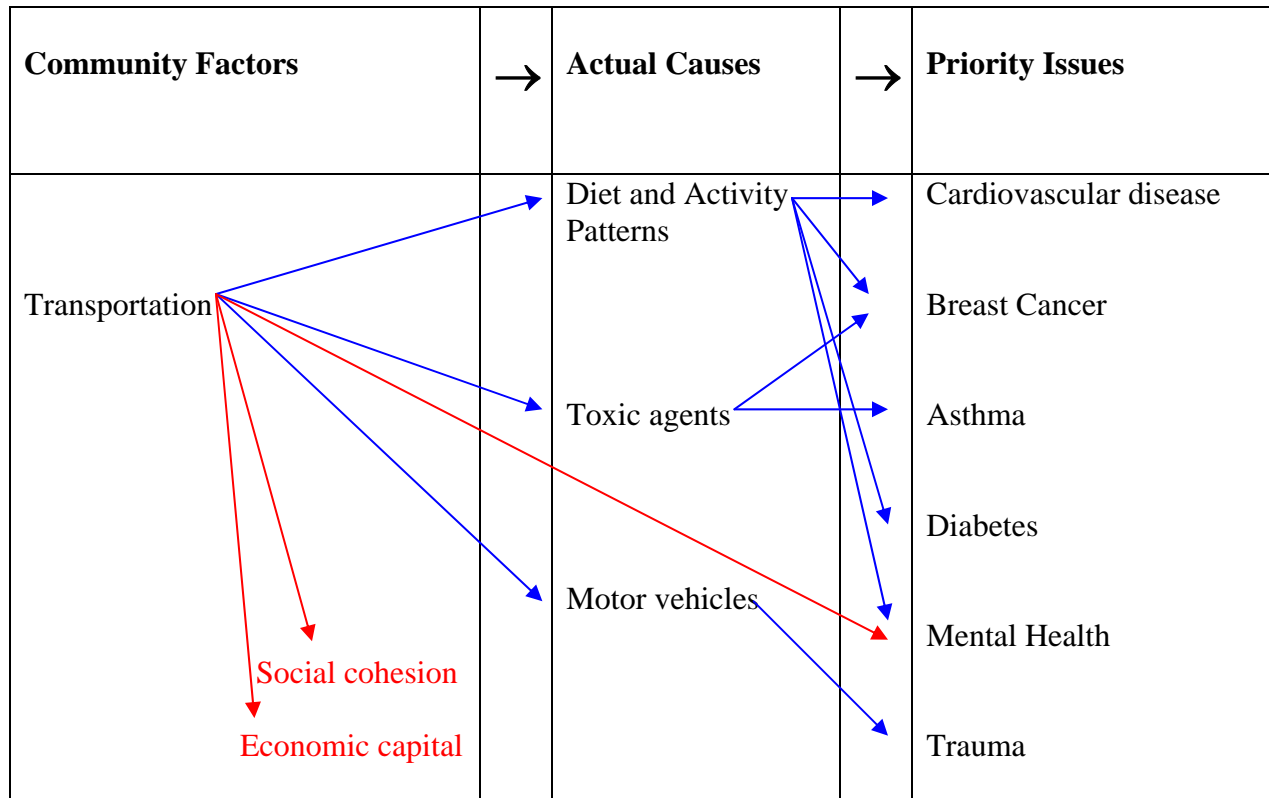 Community Factors → Actual Causes → Priority Issues
Diet and Activity Patterns
Cardiovascular disease
Transportation
Breast Cancer
Toxic agents
Asthma
Diabetes
Motor vehicles
Mental Health
Social cohesion
Economic capital
Trauma